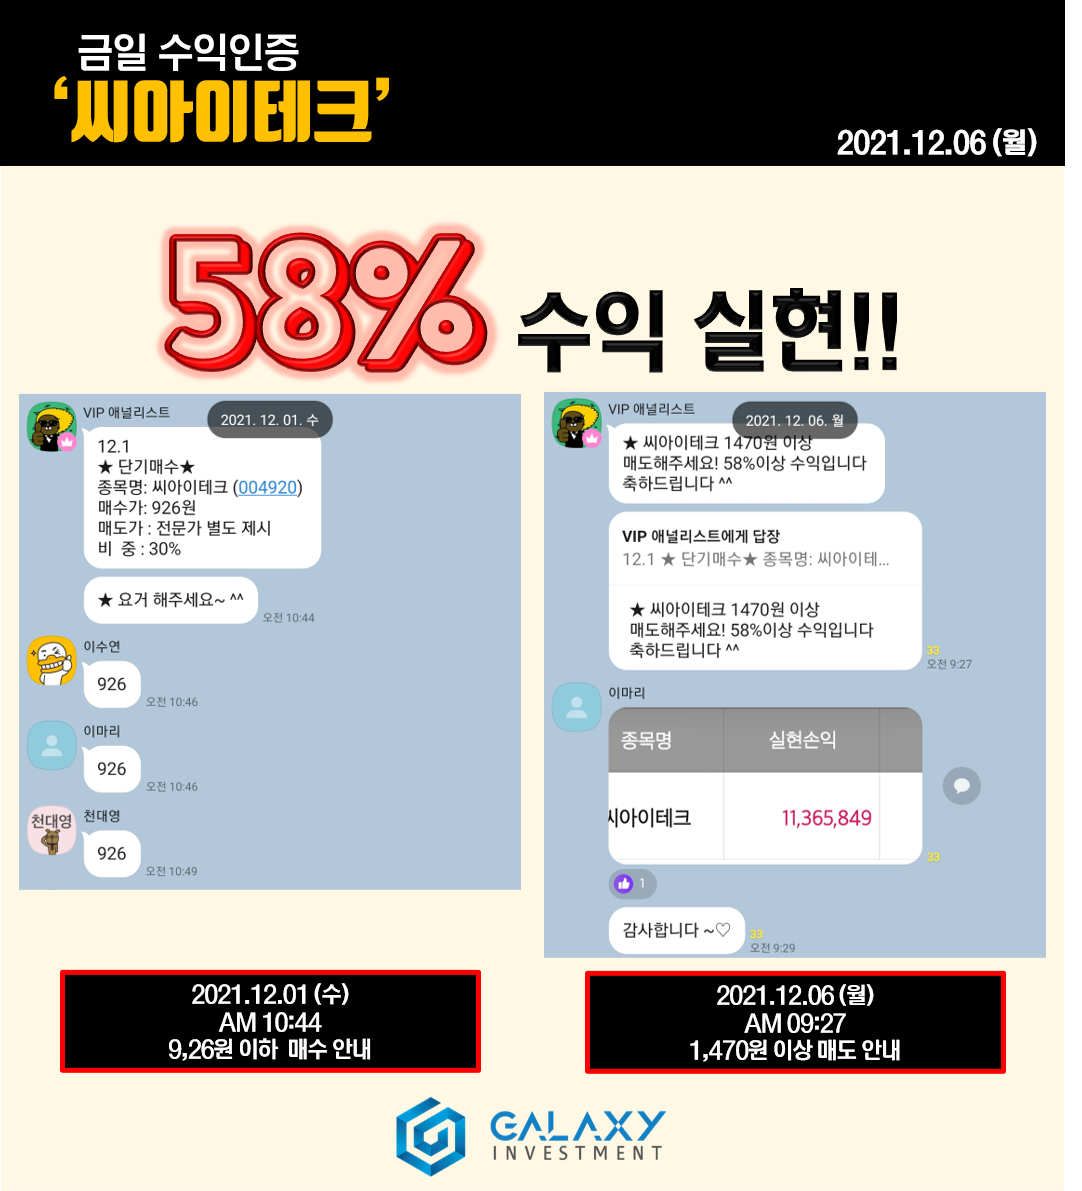 금일 수익인증
‘씨아이테크’
2021.12.06 (월)
58% 수익 실현!!
VIP 애널리스트
2021. 12. 01. 수
12.1
★ 단기매수★
종목명: 씨아이테크 (004920)
매수가: 926원
매도가 : 전문가 별도 제시
비 중 : 30%
★ 요거 해주세요~ ^^
오전 10:44
이수연
926
오전 10:46
이마리
926
오전 10:46
천대영
천대영
926
오전 10:49
2021.12.01 (수)
AM 10:44
9,26원 이하 매수 안내
VIP 애널리스트
2021. 12. 06. 월
★ 씨아이테크 1470원 이상
매도해주세요! 58%이상 수익입니다
축하드립니다 ^^
VIP 애널리스트에게 답장
12.1 ★ 단기매수★ 종목명: 씨아이테...
★ 씨아이테크 1470원 이상
매도해주세요! 58%이상 수익입니다
축하드립니다 ^^
33
오전 9:27
이마리
종목명 실현손익
씨아이테크 11,365,849
33
1
감사합니다 ~♡
33
오전 9:29
2021.12.06 (월)
AM 09:27
1,470원 이상 매도 안내
GALAXY
INVESTMENT